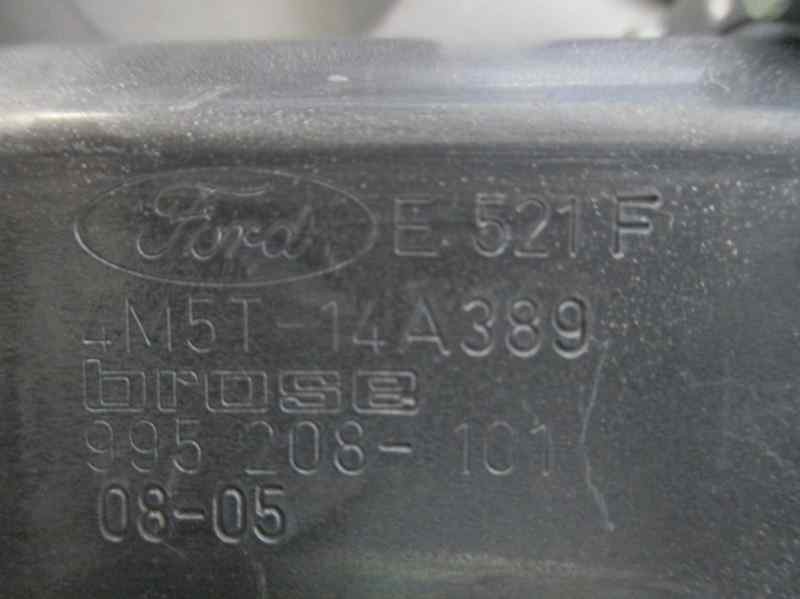 Ford E 521 F
4M5T-14A389
brose
995 208- 101
08-05